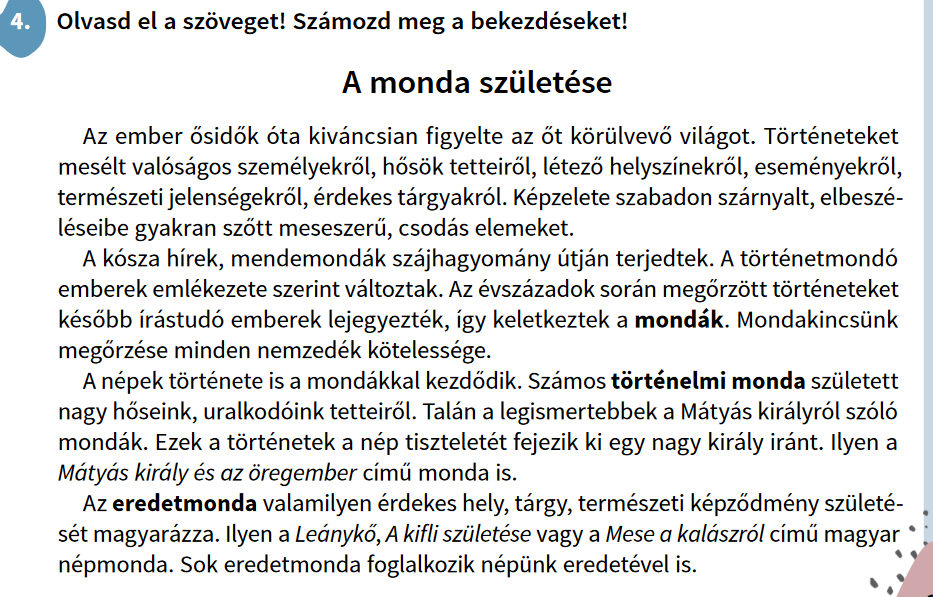 4. Olvasd el a szöveget! Számozd meg a bekezdéseket!
A monda születése
Az ember ősidők óta kiváncsian figyelte az őt körülvevő világot. Történeteket
mesélt valóságos személyekről, hősök tetteiről, létező helyszínekről, eseményekről,
természeti jelenségekről, érdekes tárgyakról. Képzelete szabadon szárnyalt, elbeszé-
léseibe gyakran szőtt meseszerű, csodás elemeket.
A kósza hírek, mendemondák szájhagyomány útján terjedtek. A történetmondó
emberek emlékezete szerint változtak. Az évszázadok során megőrzött történeteket
később írástudó emberek lejegyezték, így keletkeztek a mondák. Mondakincsünk
megőrzése minden nemzedék kötelessége.
A népek története is a mondákkal kezdődik. Számos történelmi monda született
nagy hőseink, uralkodóink tetteiről. Talán a legismertebbek a Mátyás királyról szóló
mondák. Ezek a történetek a nép tiszteletét fejezik ki egy nagy király iránt. Ilyen a
Mátyás király és az öregember című monda is.
Az eredetmonda valamilyen érdekes hely, tárgy, természeti képződmény születé-
sét magyarázza. Ilyen a Leánykő, A kifli születése vagy a Mese a kalászról című magyar
népmonda. Sok eredetmonda foglalkozik népünk eredetével is.